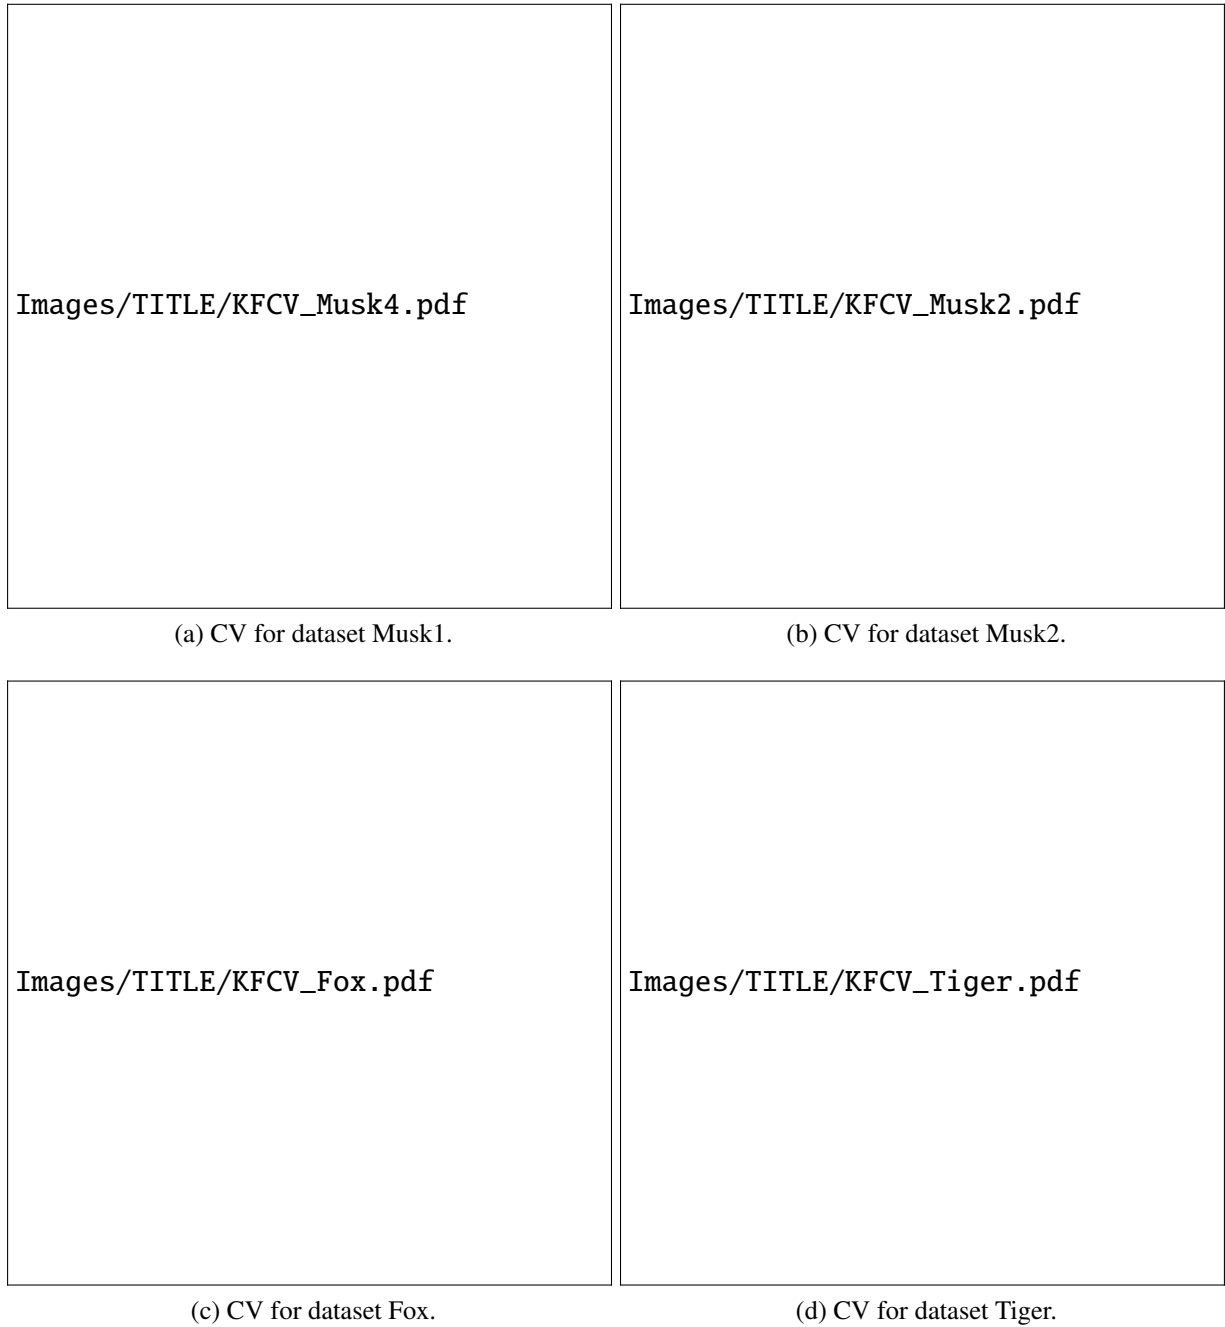 Images/TITLE/KFCV_Musk4.pdf
Images/TITLE/KFCV_Musk2.pdf
(a) CV for dataset Musk1.
(b) CV for dataset Musk2.
Images/TITLE/KFCV_Fox.pdf
Images/TITLE/KFCV_Tiger.pdf
(c) CV for dataset Fox.
(d) CV for dataset Tiger.